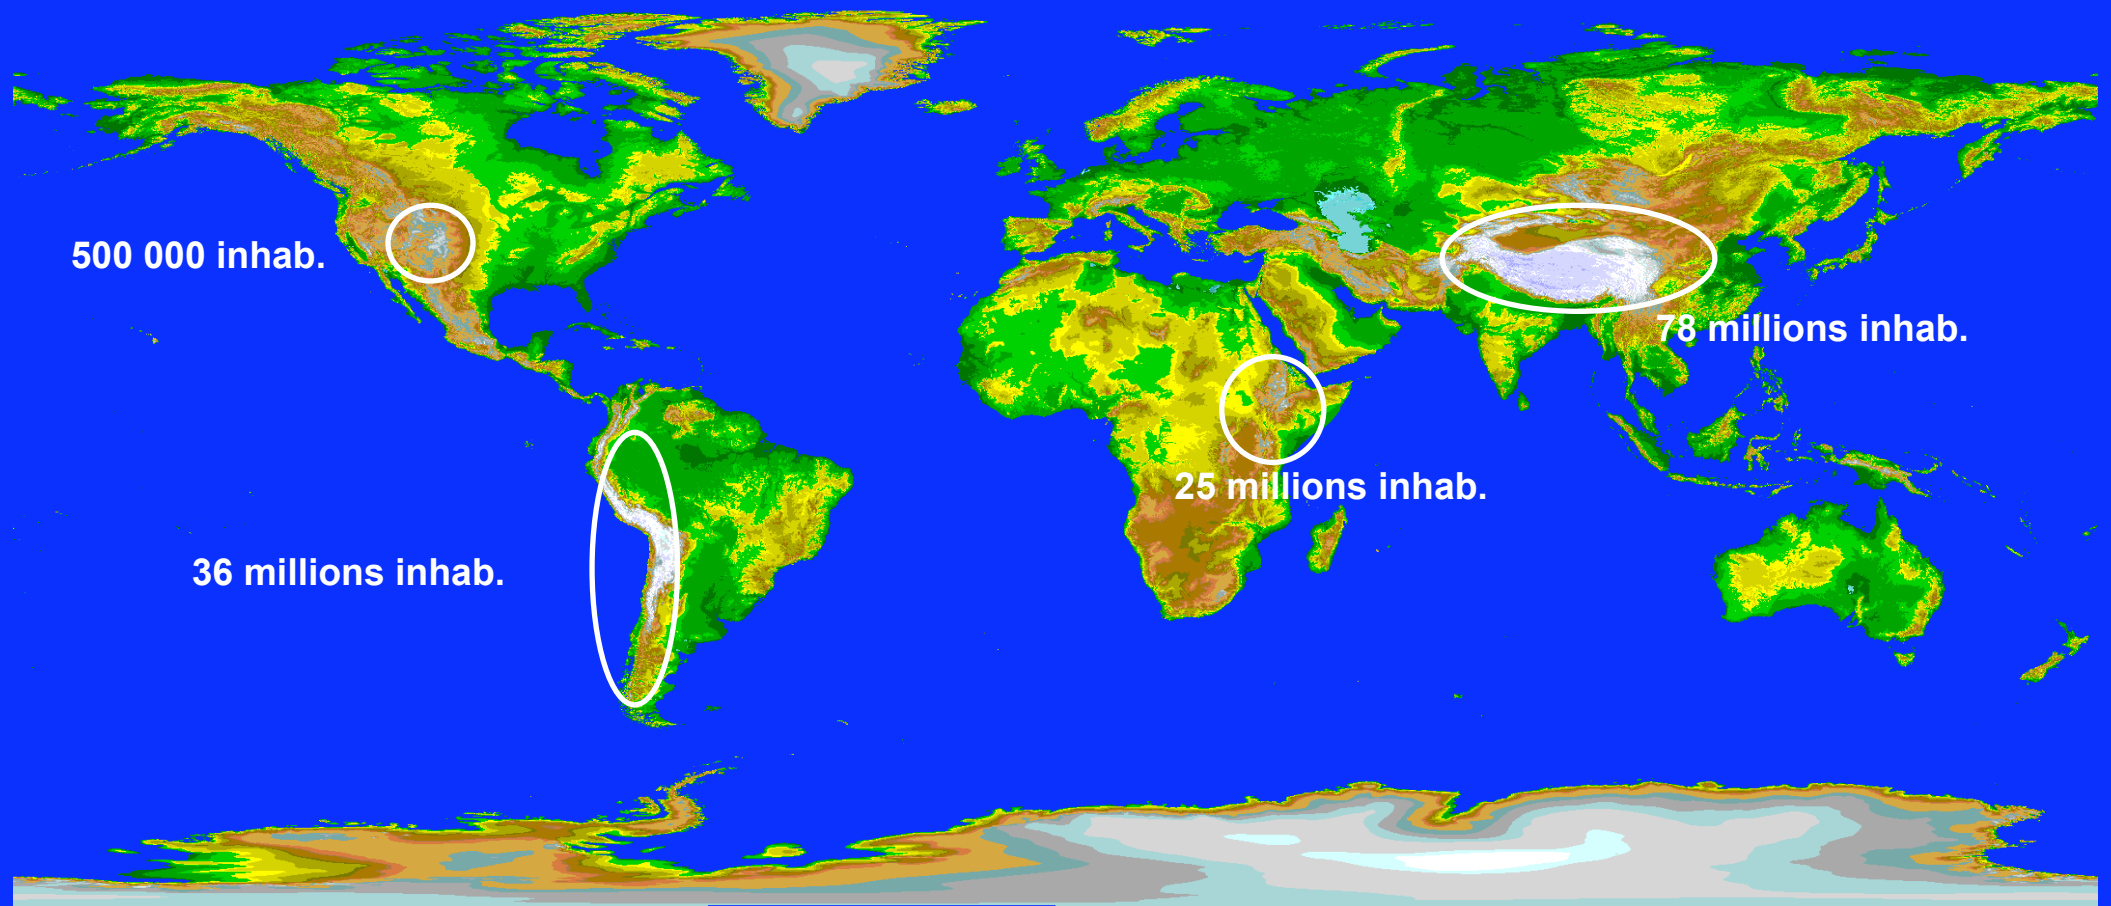 500 000 inhab.
78 millions inhab.
25 millions inhab.
36 millions inhab.